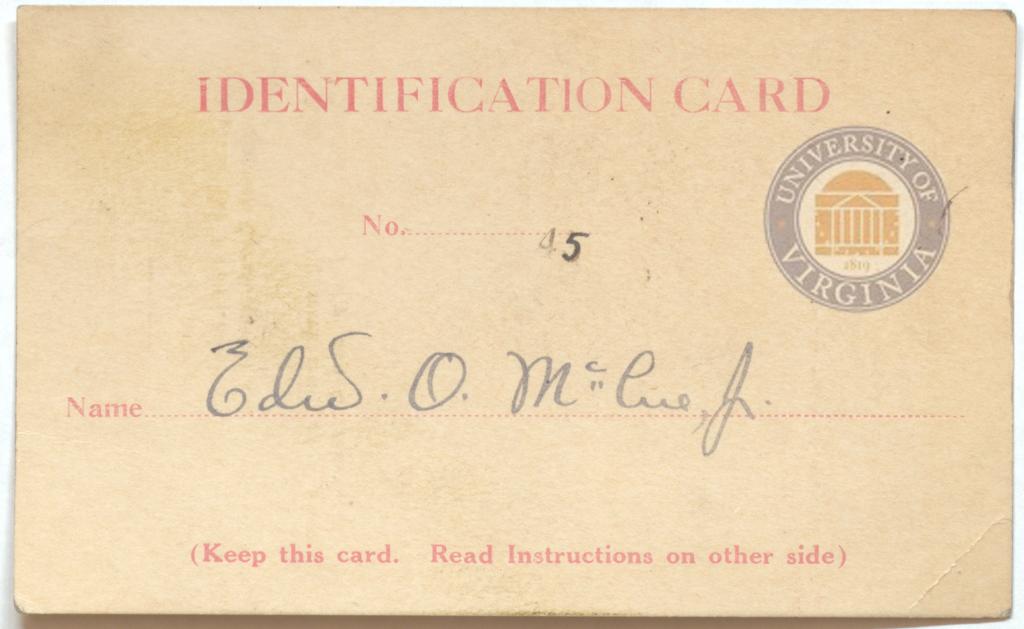 IDENTIFICATION CARD
UNIVERSITY OF
VIRGINIA
1819
No. 45
Name Edw. O. McCue, Jr.
(Keep this card. Read Instructions on other side)